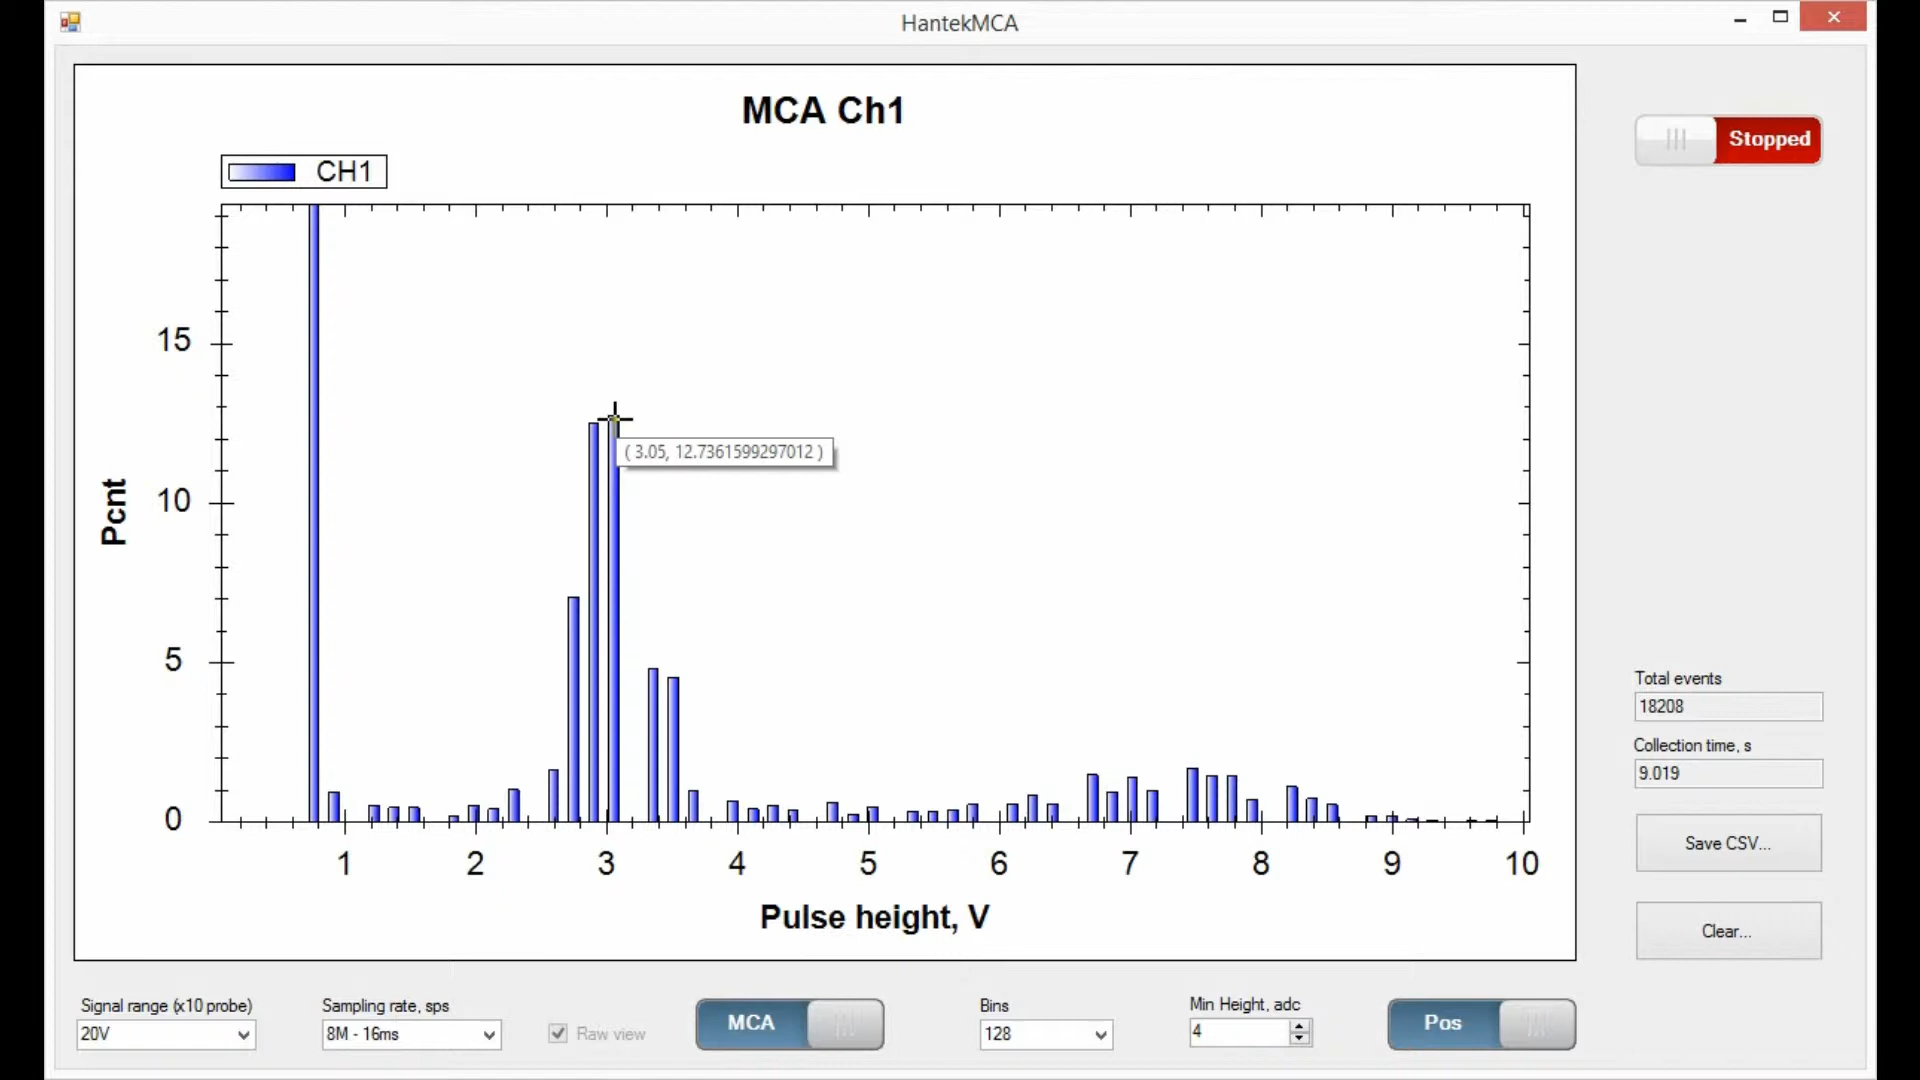 HantekMCA
MCA Ch1
CH1
Stopped
15
10
5
0
Pcnt
( 3.05, 12.7361599297012 )
1 2 3 4 5 6 7 8 9 10
Pulse height, V
Total events
18208
Collection time, s
9.019
Save CSV...
Clear...
Signal range (x10 probe)
20V
Sampling rate, sps
8M - 16ms
Raw view
MCA
Bins
128
Min Height, adc
4
Pos